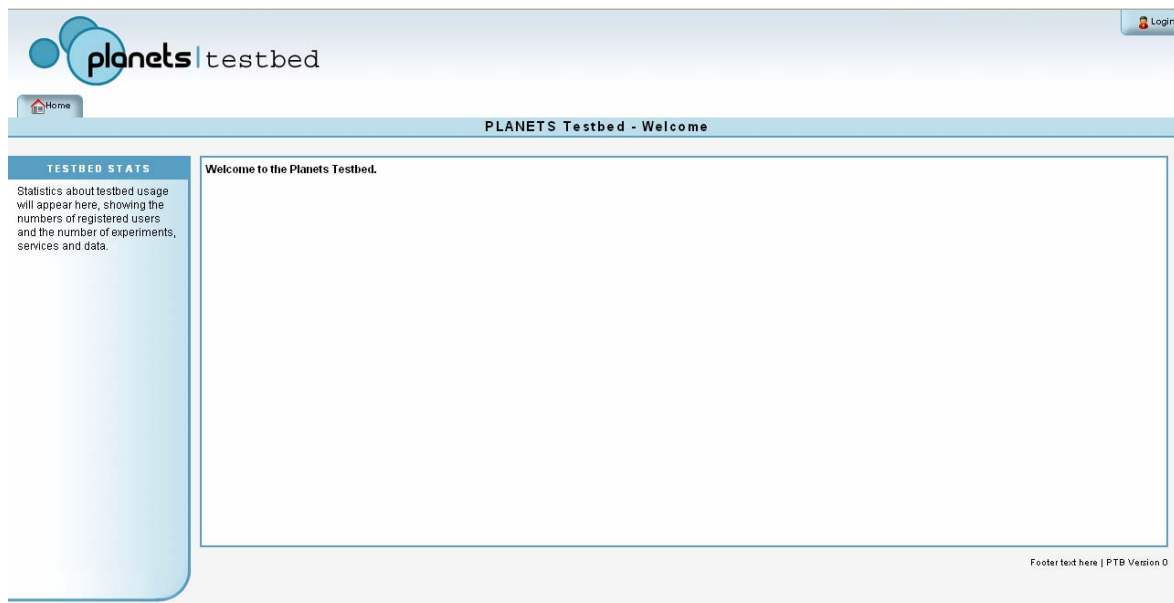 Login
planets|testbed
Home
PLANETS Testbed - Welcome
TESTBED STATS
Statistics about testbed usage
will appear here, showing the
numbers of registered users
and the number of experiments,
services and data.
Welcome to the Planets Testbed.
Footer text here | PTB Version 0